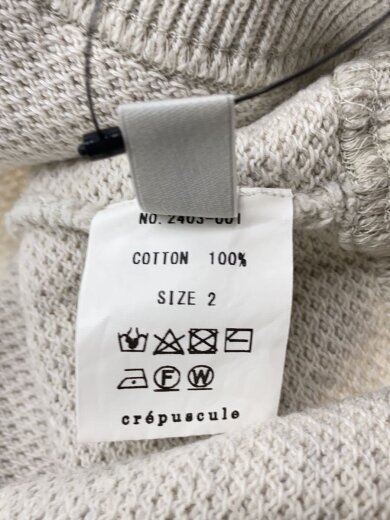 NO. 2403-001
COTTON 100%
SIZE 2
F W
crépuscule